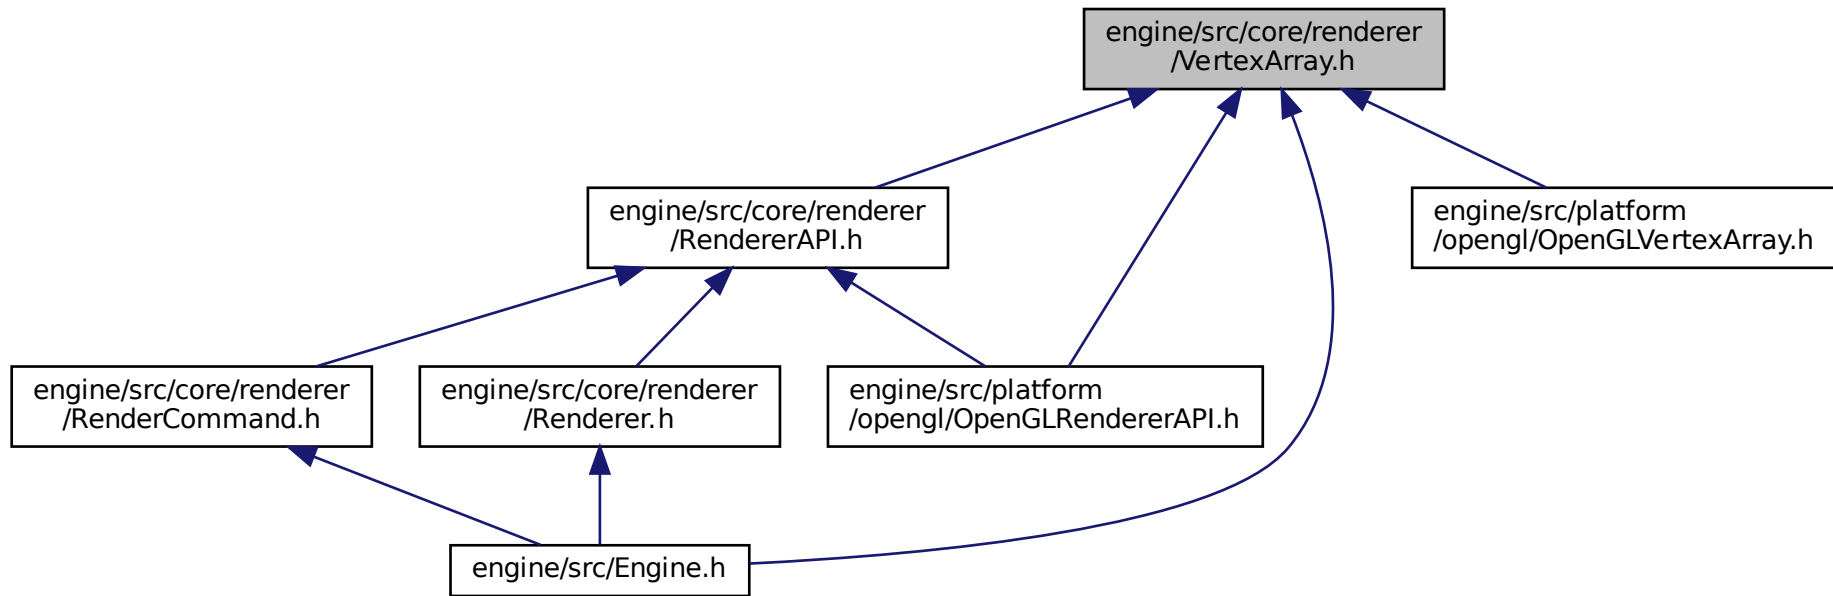 engine/src/core/renderer
/VertexArray.h
engine/src/core/renderer
/RendererAPI.h
engine/src/platform
/opengl/OpenGLVertexArray.h
engine/src/core/renderer
/RenderCommand.h
engine/src/core/renderer
/Renderer.h
engine/src/platform
/opengl/OpenGLRendererAPI.h
engine/src/Engine.h